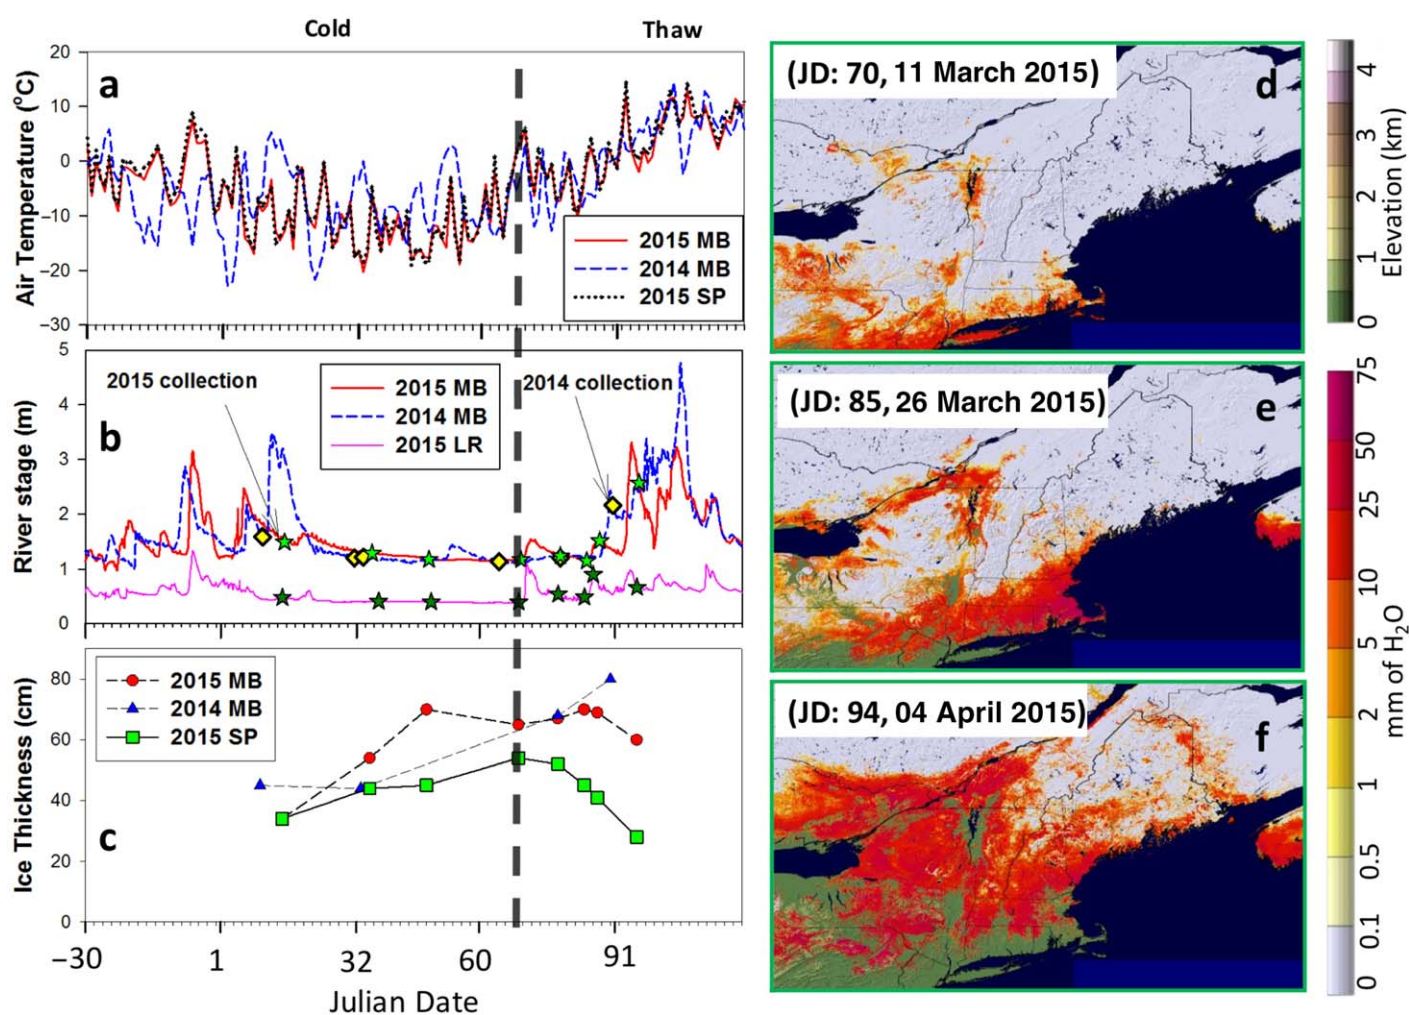 Cold
Thaw
a
Air Temperature (°C)
20
10
0
−10
−20
−30
2015 MB
2014 MB
2015 SP
b
River stage (m)
5
4
3
2
1
0
2015 collection
2014 collection
2015 MB
2014 MB
2015 LR
c
Ice Thickness (cm)
80
60
40
20
0
2015 MB
2014 MB
2015 SP
−30
1
32
60
91
Julian Date
(JD: 70, 11 March 2015)
d
(JD: 85, 26 March 2015)
e
(JD: 94, 04 April 2015)
f
4
3
2
1
0
Elevation (km)
75
50
25
10
5
2
1
0.5
0.1
0
mm of H₂O